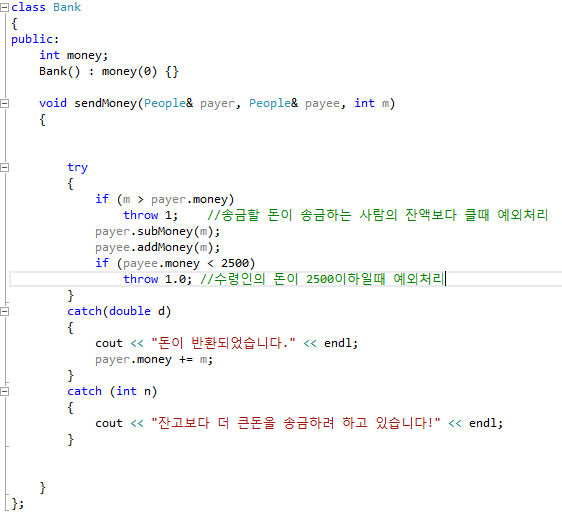 class Bank
{
public:
    int money;
    Bank() : money(0) {}

    void sendMoney(People& payer, People& payee, int m)
    {


        try
        {
            if (m > payer.money)
                throw 1;    //송금할 돈이 송금하는 사람의 잔액보다 클때 예외처리
            payer.subMoney(m);
            payee.addMoney(m);
            if (payee.money < 2500)
                throw 1.0; //수령인의 돈이 2500이하일때 예외처리
        }
        catch(double d)
        {
            cout << "돈이 반환되었습니다." << endl;
            payer.money += m;
        }
        catch (int n)
        {
            cout << "잔고보다 더 큰돈을 송금하려 하고 있습니다!" << endl;
        }


    }
};